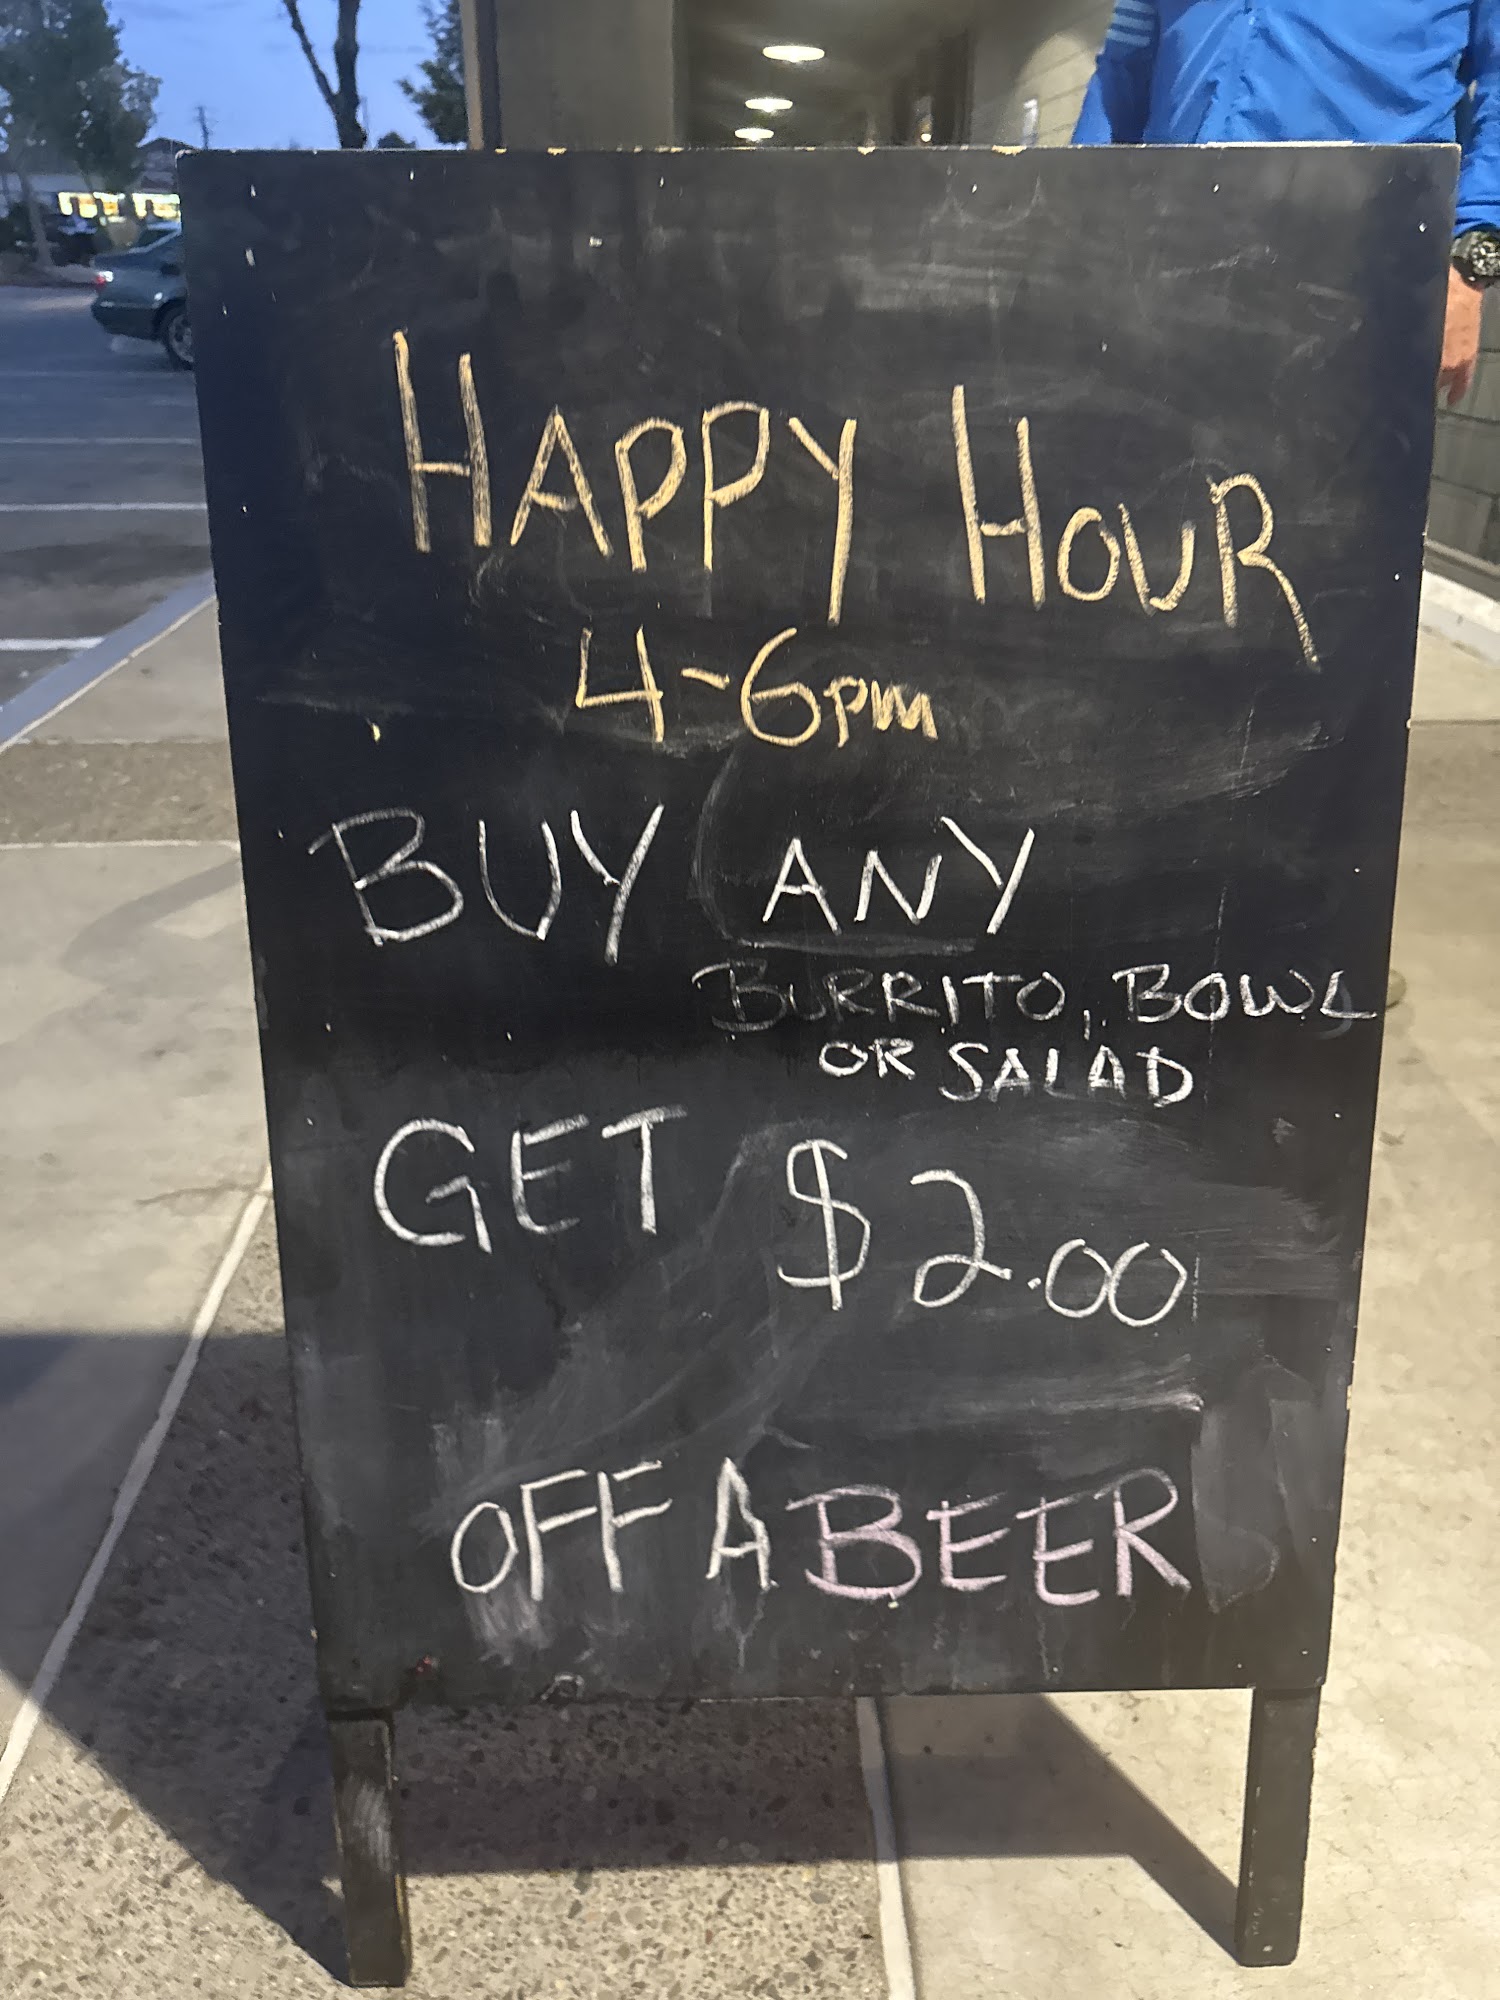 HAPPY HOUR
4-6pm
BUY ANY
BURRITO, BOWL
OR SALAD
GET $2.00
OFF A BEER